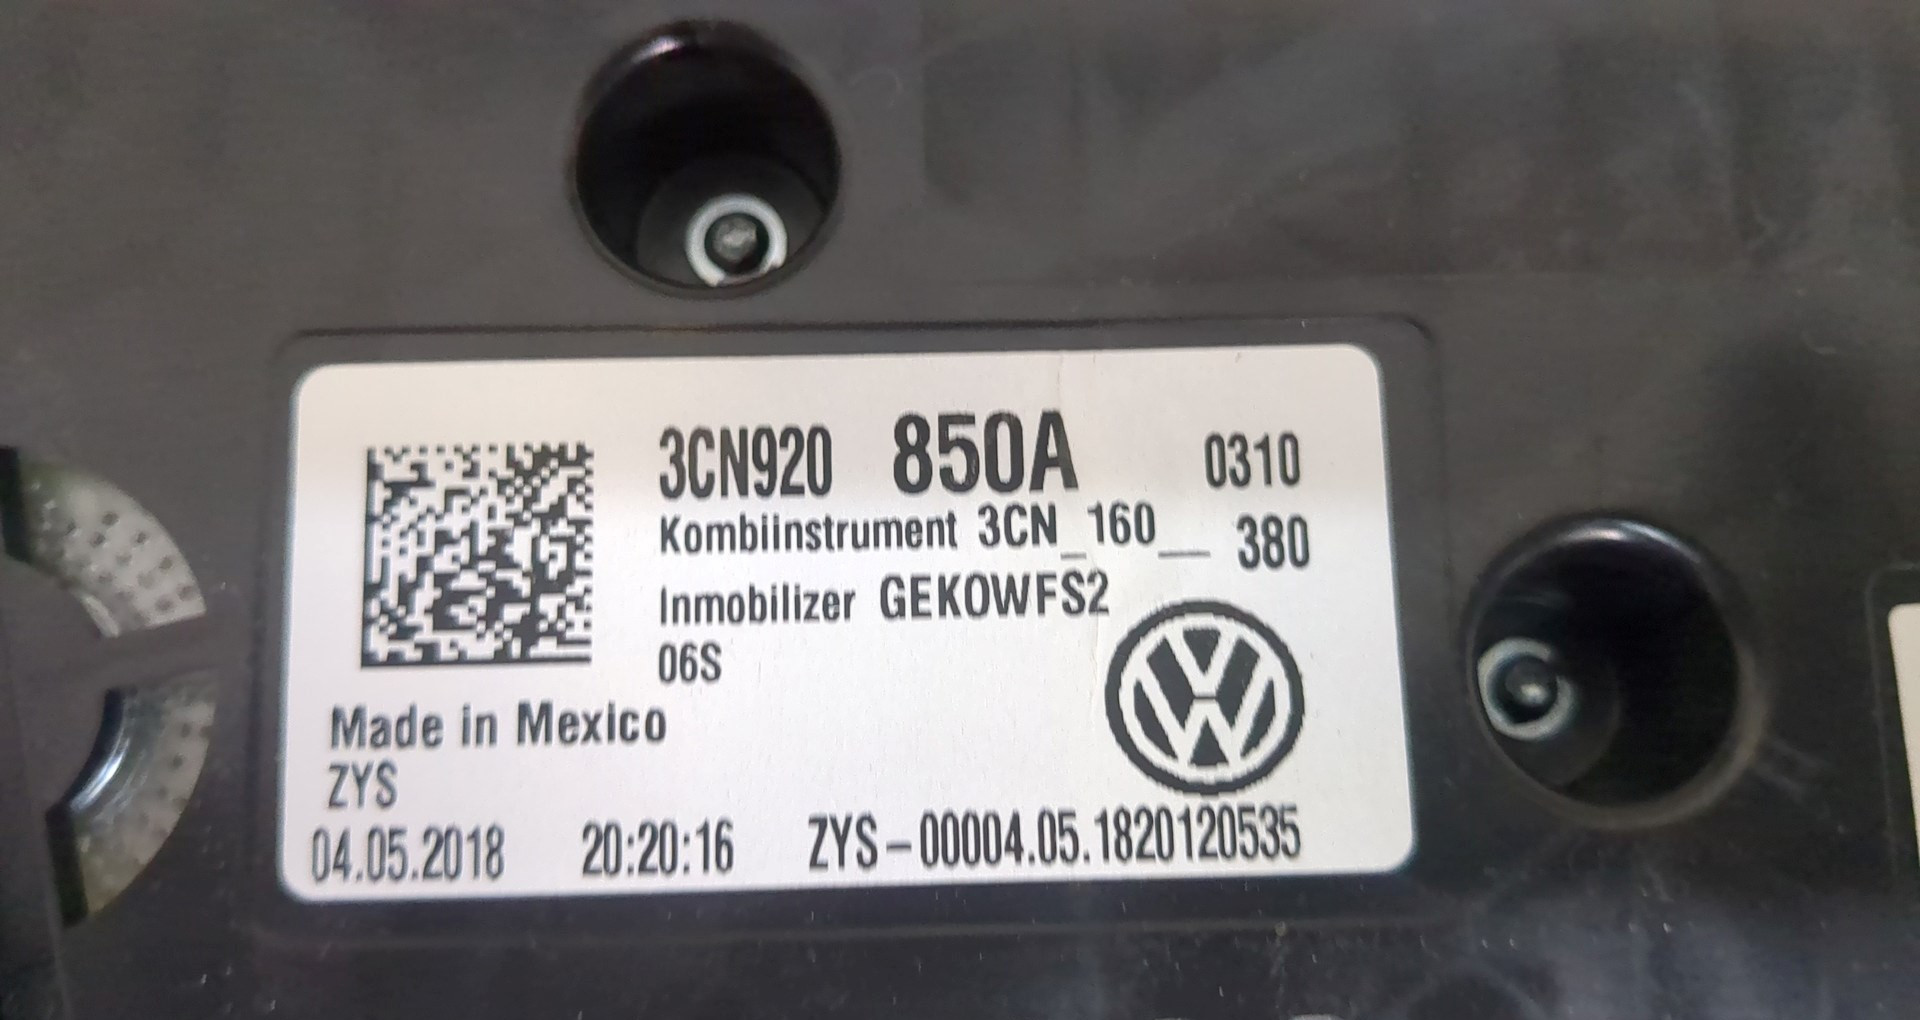 3CN920 850A 0310
Kombiinstrument 3CN_160__ 380
Inmobilizer GEKOWFS2
06S
Made in Mexico
ZYS
04.05.2018 20:20:16 ZYS-00004.05.1820120535